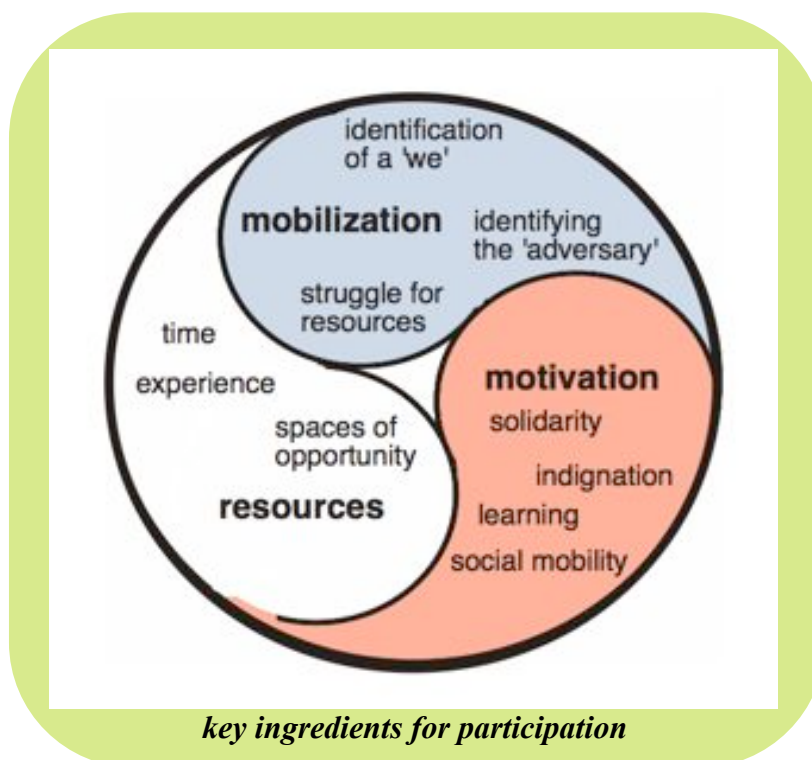 identification
of a 'we'
mobilization
identifying
the 'adversary'
struggle for
resources
time
experience
spaces of
opportunity
resources
motivation
solidarity
indignation
learning
social mobility
key ingredients for participation